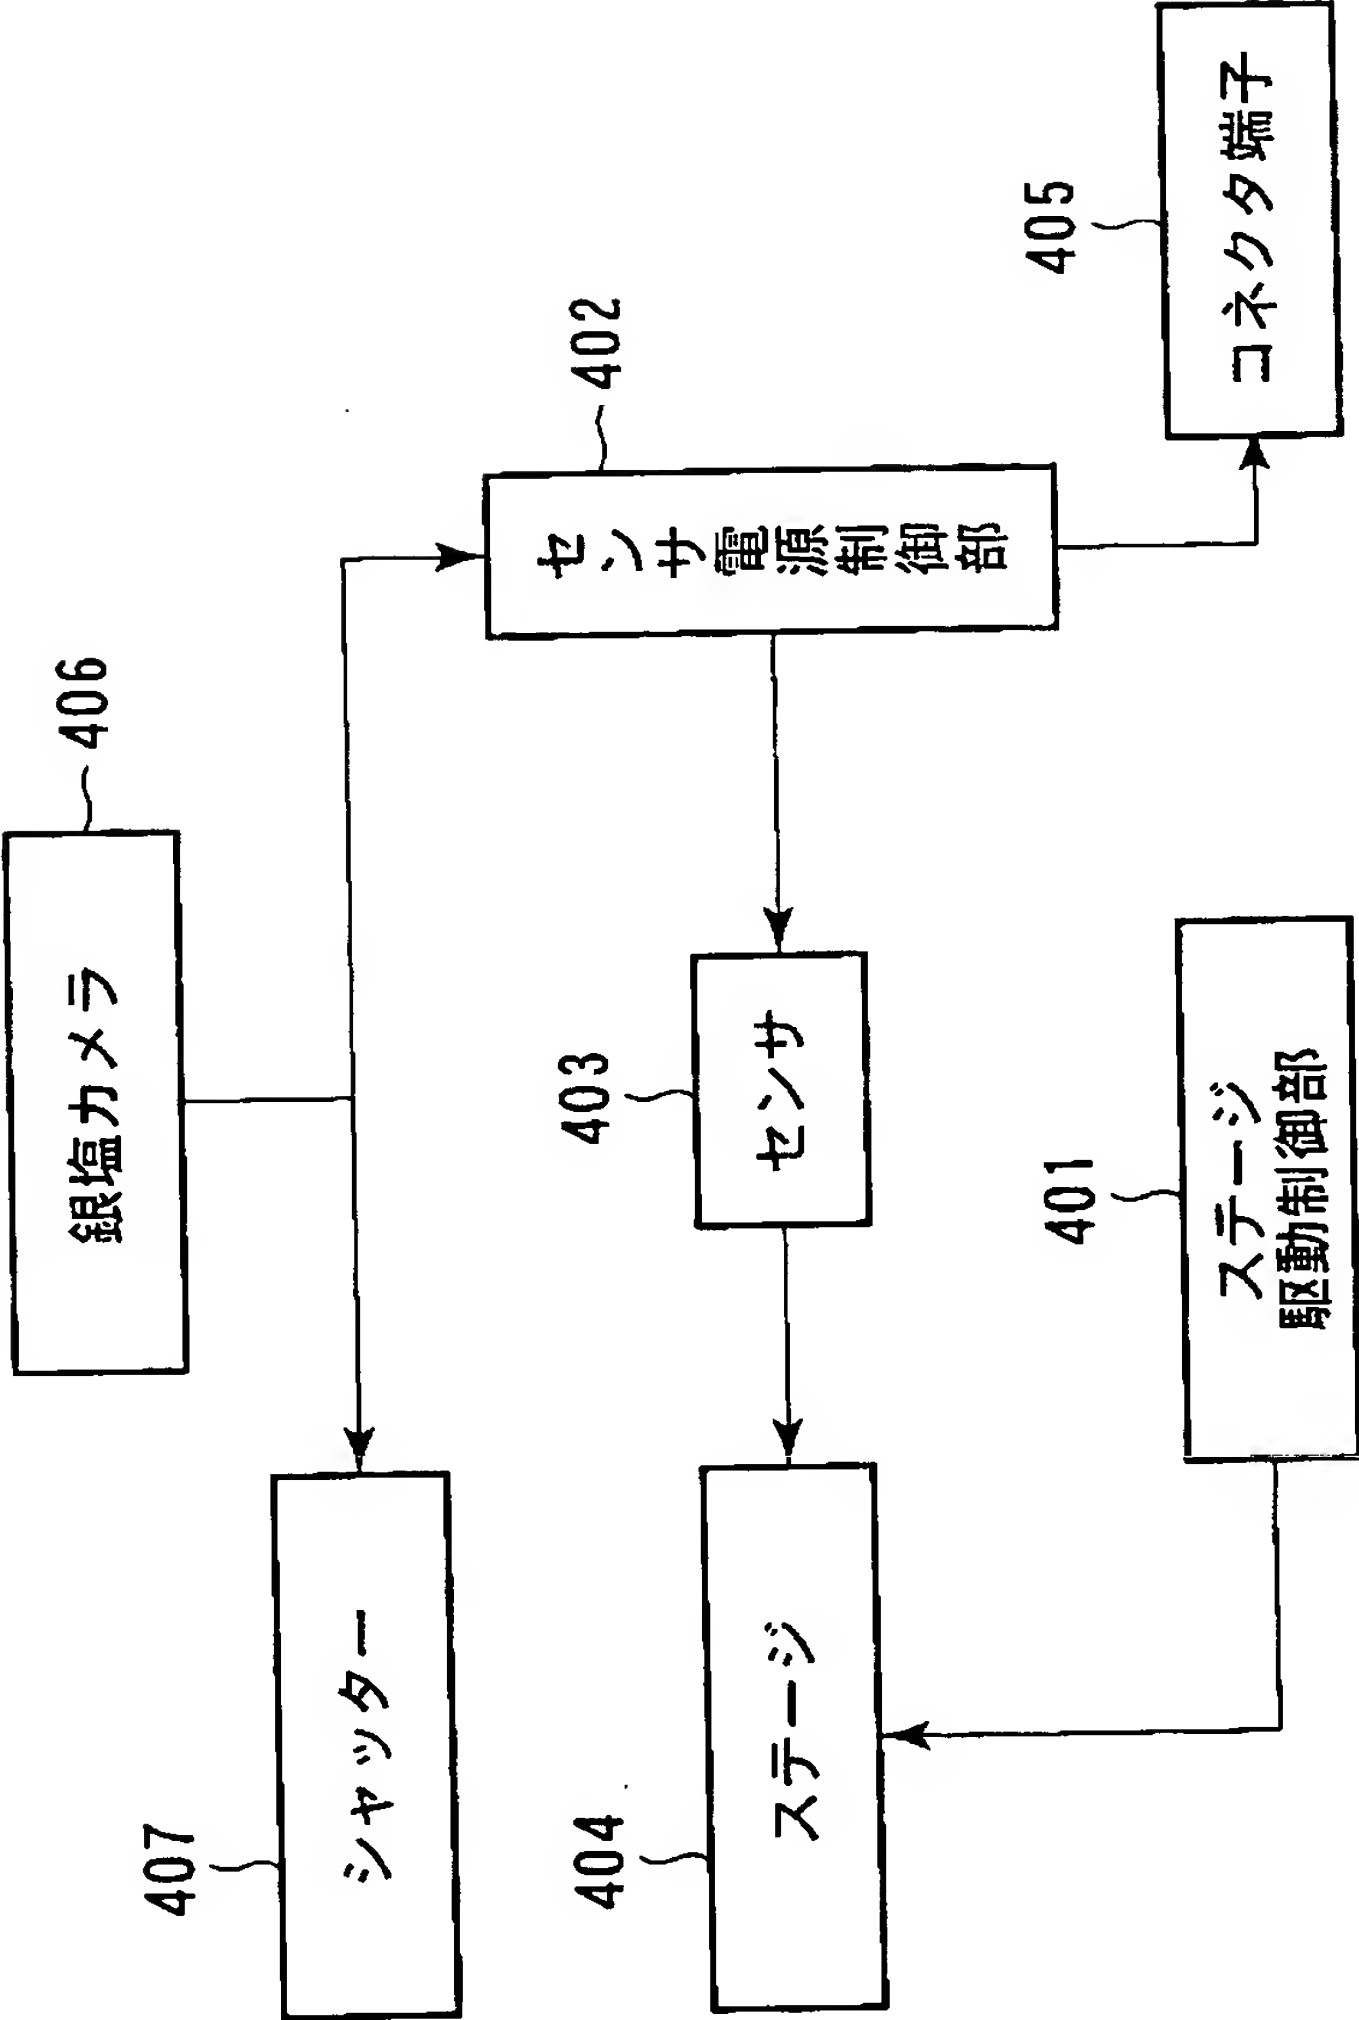 406
銀塩カメラ
407
シャッター
402
センサ電源制御部
403
センサ
404
ステージ
405
コネクタ端子
401
ステージ
駆動制御部